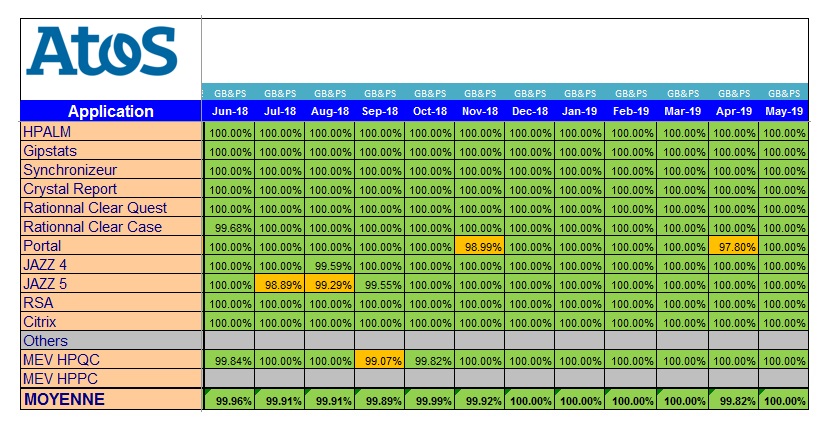 Atos
GB&PS GB&PS GB&PS GB&PS GB&PS GB&PS GB&PS GB&PS GB&PS GB&PS GB&PS GB&PS
Application Jun-18 Jul-18 Aug-18 Sep-18 Oct-18 Nov-18 Dec-18 Jan-19 Feb-19 Mar-19 Apr-19 May-19
HPALM 100.00% 100.00% 100.00% 100.00% 100.00% 100.00% 100.00% 100.00% 100.00% 100.00% 100.00% 100.00%
Gipstats 100.00% 100.00% 100.00% 100.00% 100.00% 100.00% 100.00% 100.00% 100.00% 100.00% 100.00% 100.00%
Synchronizeur 100.00% 100.00% 100.00% 100.00% 100.00% 100.00% 100.00% 100.00% 100.00% 100.00% 100.00% 100.00%
Crystal Report 100.00% 100.00% 100.00% 100.00% 100.00% 100.00% 100.00% 100.00% 100.00% 100.00% 100.00% 100.00%
Rationnal Clear Quest 100.00% 100.00% 100.00% 100.00% 100.00% 100.00% 100.00% 100.00% 100.00% 100.00% 100.00% 100.00%
Rationnal Clear Case 99.68% 100.00% 100.00% 100.00% 100.00% 100.00% 100.00% 100.00% 100.00% 100.00% 100.00% 100.00%
Portal 100.00% 100.00% 100.00% 100.00% 100.00% 98.99% 100.00% 100.00% 100.00% 100.00% 97.80% 100.00%
JAZZ 4 100.00% 100.00% 99.59% 100.00% 100.00% 100.00% 100.00% 100.00% 100.00% 100.00% 100.00% 100.00%
JAZZ 5 100.00% 98.89% 99.29% 99.55% 100.00% 100.00% 100.00% 100.00% 100.00% 100.00% 100.00% 100.00%
RSA 100.00% 100.00% 100.00% 100.00% 100.00% 100.00% 100.00% 100.00% 100.00% 100.00% 100.00% 100.00%
Citrix 100.00% 100.00% 100.00% 100.00% 100.00% 100.00% 100.00% 100.00% 100.00% 100.00% 100.00% 100.00%
Others
MEV HPQC 99.84% 100.00% 100.00% 99.07% 99.82% 100.00% 100.00% 100.00% 100.00% 100.00% 100.00% 100.00%
MEV HPPC
MOYENNE 99.96% 99.91% 99.91% 99.89% 99.99% 99.92% 100.00% 100.00% 100.00% 100.00% 99.82% 100.00%